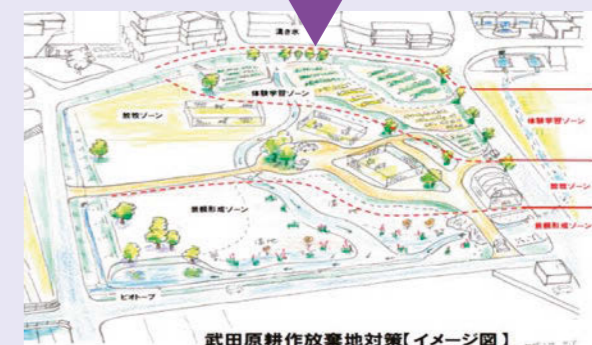 湧き水
体験学習ゾーン
放牧ゾーン
体験学習ゾーン
放牧ゾーン
景観形成ゾーン
景観形成ゾーン
ビオトープ
武田原耕作放棄地対策【イメージ図】